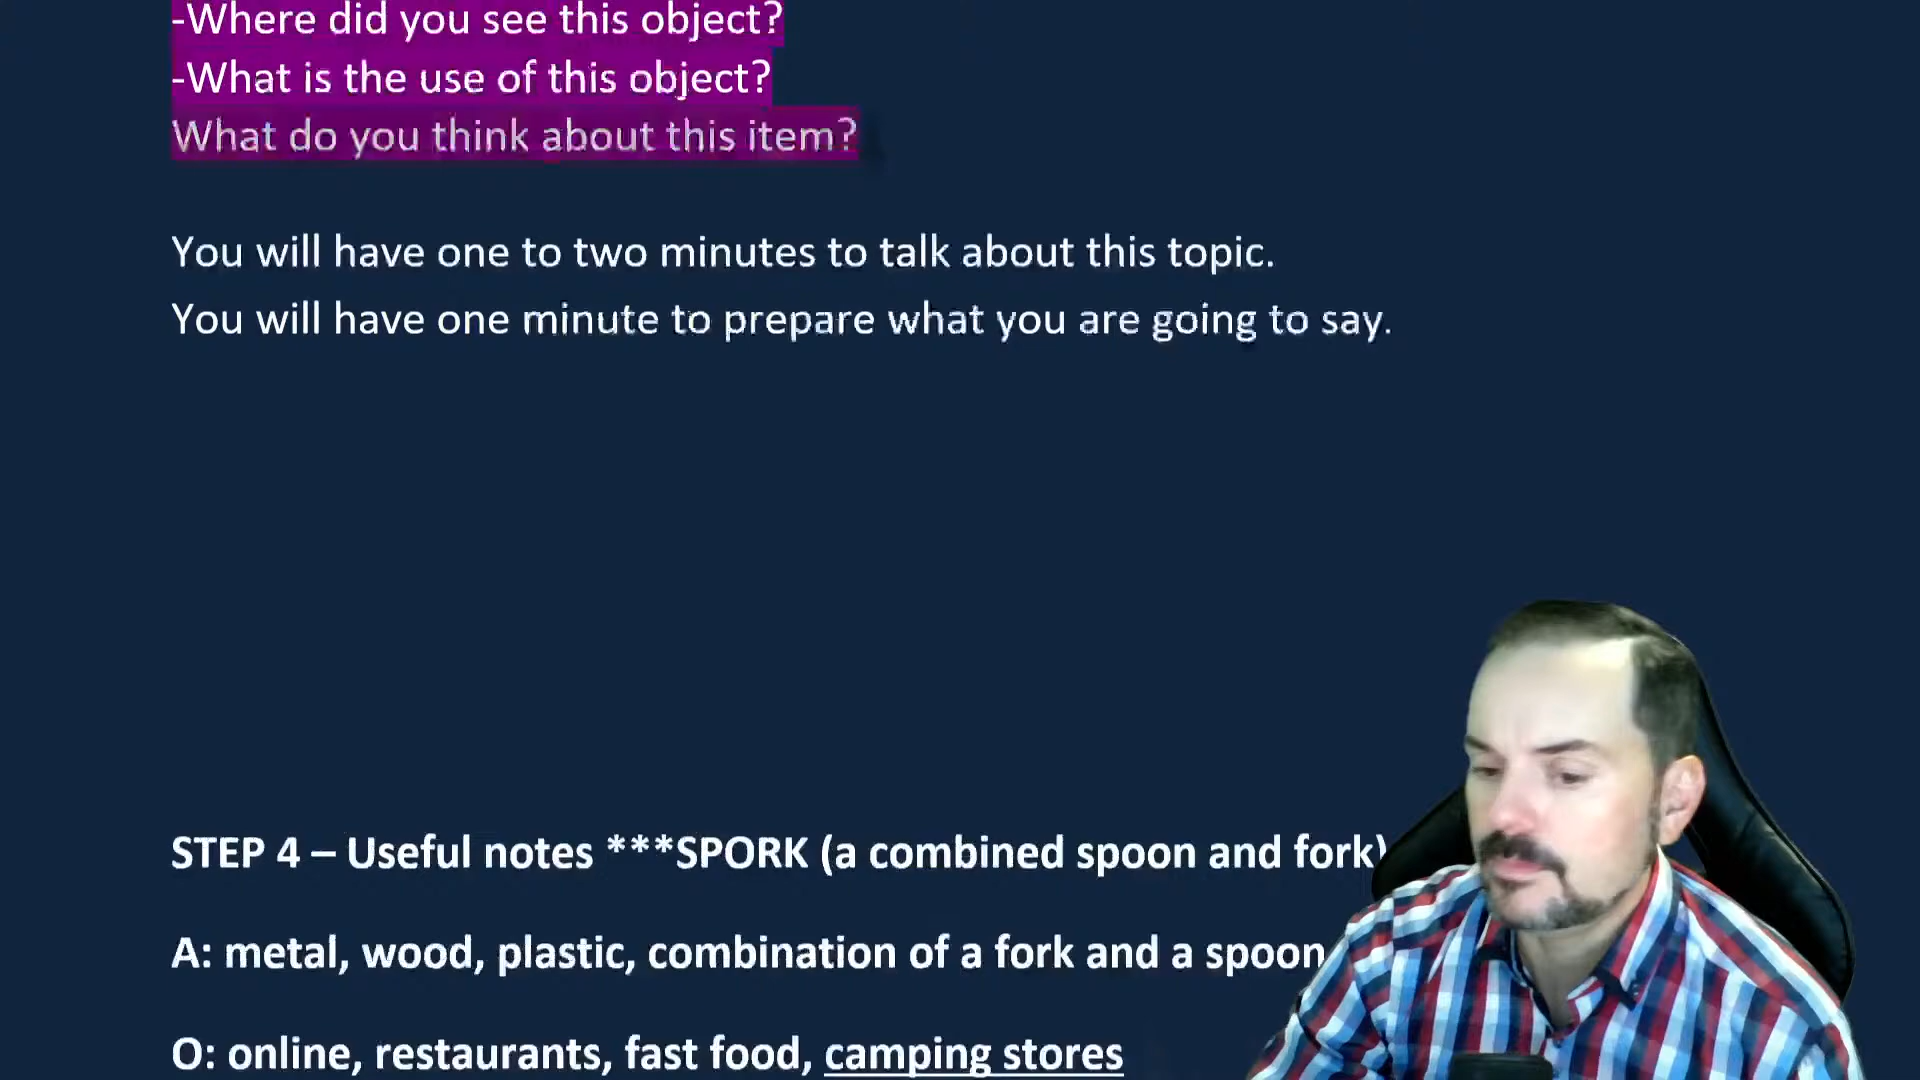 -Where did you see this object?
-What is the use of this object?
What do you think about this item?
You will have one to two minutes to talk about this topic.
You will have one minute to prepare what you are going to say.
STEP 4 – Useful notes ***SPORK (a combined spoon and fork)
A: metal, wood, plastic, combination of a fork and a spoon
O: online, restaurants, fast food, camping stores